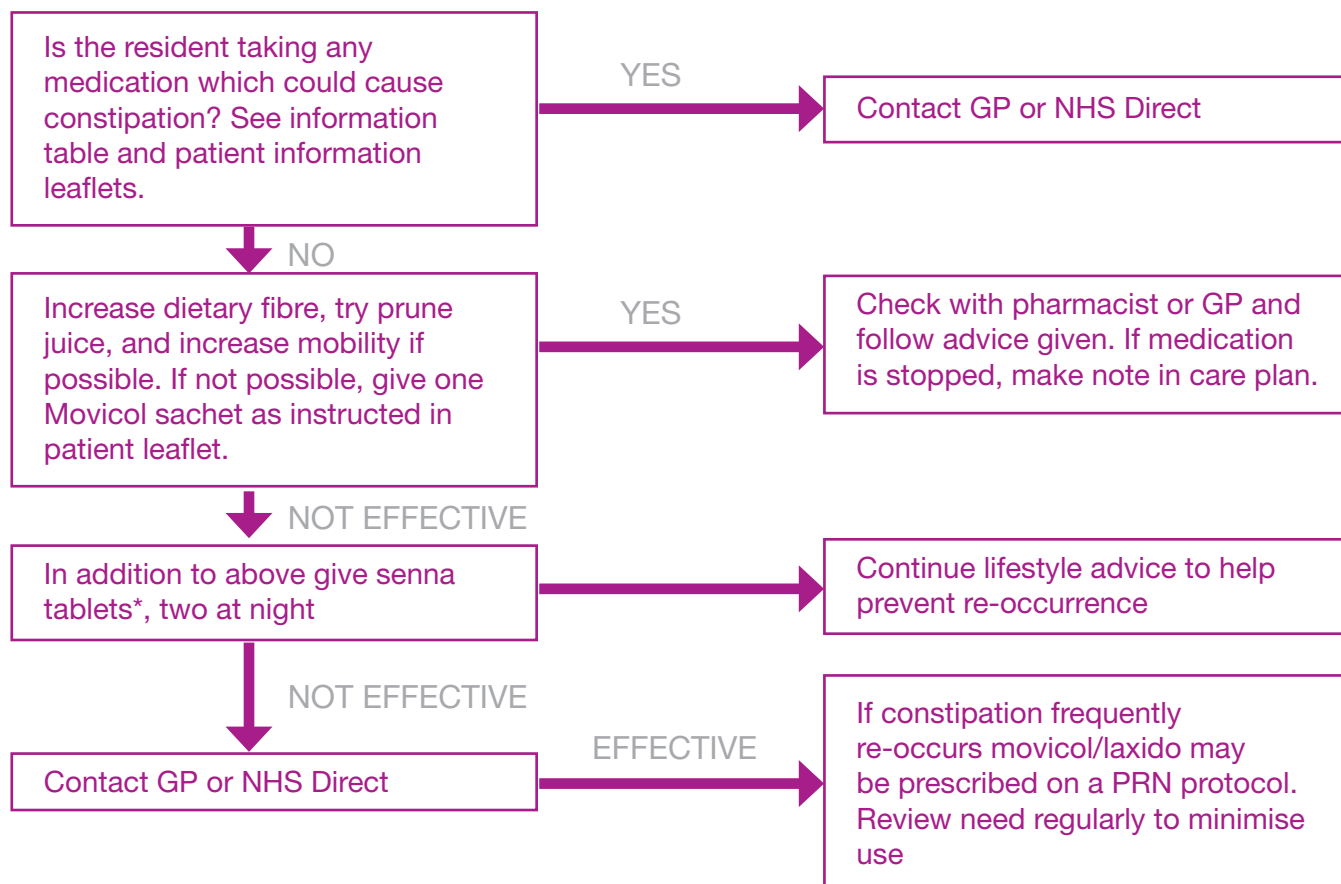 Is the resident taking any
medication which could cause
constipation? See information
table and patient information
leaflets.
YES
Contact GP or NHS Direct
NO
Increase dietary fibre, try prune
juice, and increase mobility if
possible. If not possible, give one
Movicol sachet as instructed in
patient leaflet.
YES
Check with pharmacist or GP and
follow advice given. If medication
is stopped, make note in care plan.
NOT EFFECTIVE
In addition to above give senna
tablets*, two at night
Continue lifestyle advice to help
prevent re-occurrence
NOT EFFECTIVE
Contact GP or NHS Direct
EFFECTIVE
If constipation frequently
re-occurs movicol/laxido may
be prescribed on a PRN protocol.
Review need regularly to minimise
use